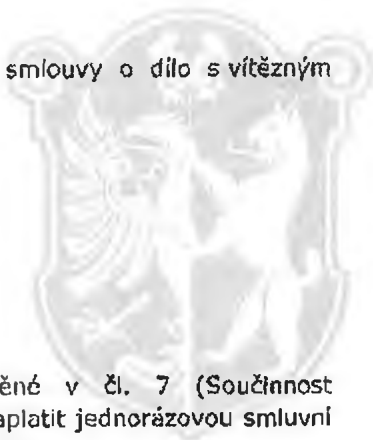 smlouvy o dílo s vítězným
ěné v čl. 7 (Součinnost
aplatit jednorázovou smluvní